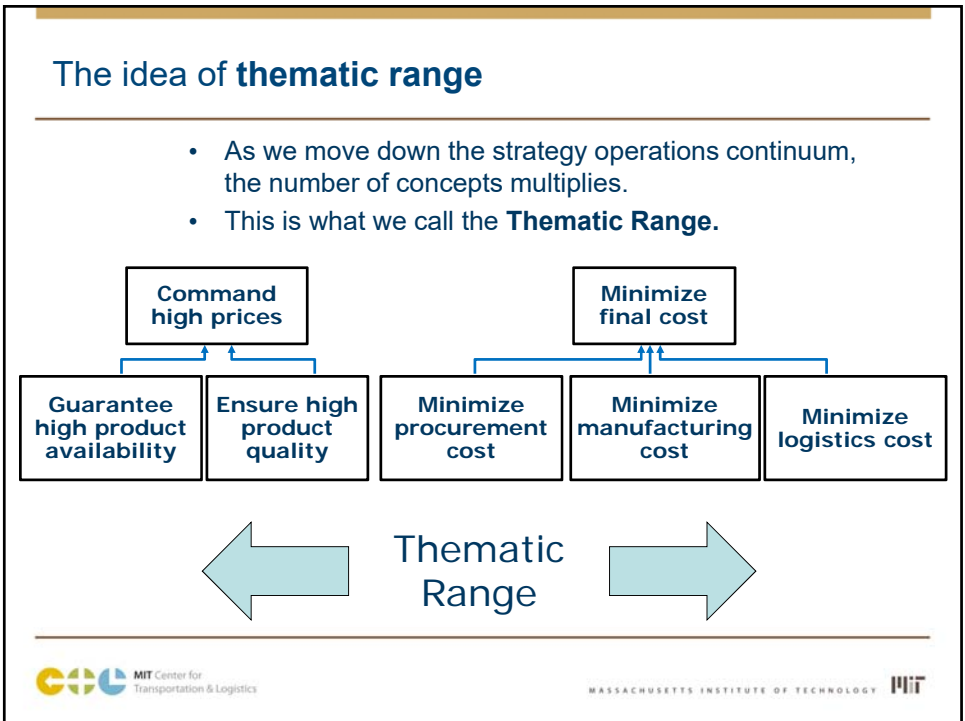 The idea of thematic range
• As we move down the strategy operations continuum,
the number of concepts multiplies.
• This is what we call the Thematic Range.
Command
high prices
Minimize
final cost
Guarantee
high product
availability
Ensure high
product
quality
Minimize
procurement
cost
Minimize
manufacturing
cost
Minimize
logistics cost
Thematic
Range
MIT Center for
Transportation & Logistics
MASSACHUSETTS INSTITUTE OF TECHNOLOGY